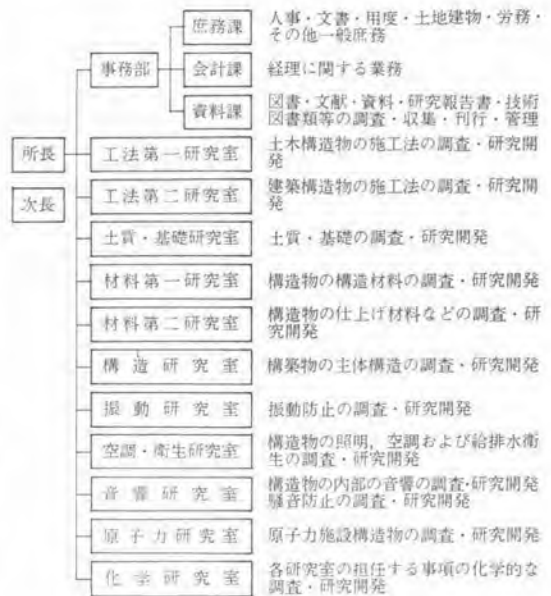 庶務課
人事・文書・用度・土地建物・労務・
その他一般庶務
事務部
会計課
経理に関する業務
資料課
図書・文献・資料・研究報告書・技術
図書類等の調査・収集・刊行・管理
所長
次長
工法第一研究室
土木構造物の施工法の調査・研究開
発
工法第二研究室
建築構造物の施工法の調査・研究開
発
土質・基礎研究室
土質・基礎の調査・研究開発
材料第一研究室
構造物の構造材料の調査・研究開発
材料第二研究室
構造物の仕上げ材料などの調査・研
究開発
構造研究室
構築物の主体構造の調査・研究開発
振動研究室
振動防止の調査・研究開発
空調・衛生研究室
構造物の照明，空調および給排水衛
生の調査・研究開発
音響研究室
構造物の内部の音響の調査・研究開発
騒音防止の調査・研究開発
原子力研究室
原子力施設構造物の調査・研究開発
化学研究室
各研究室の担任する事項の化学的な
調査・研究開発